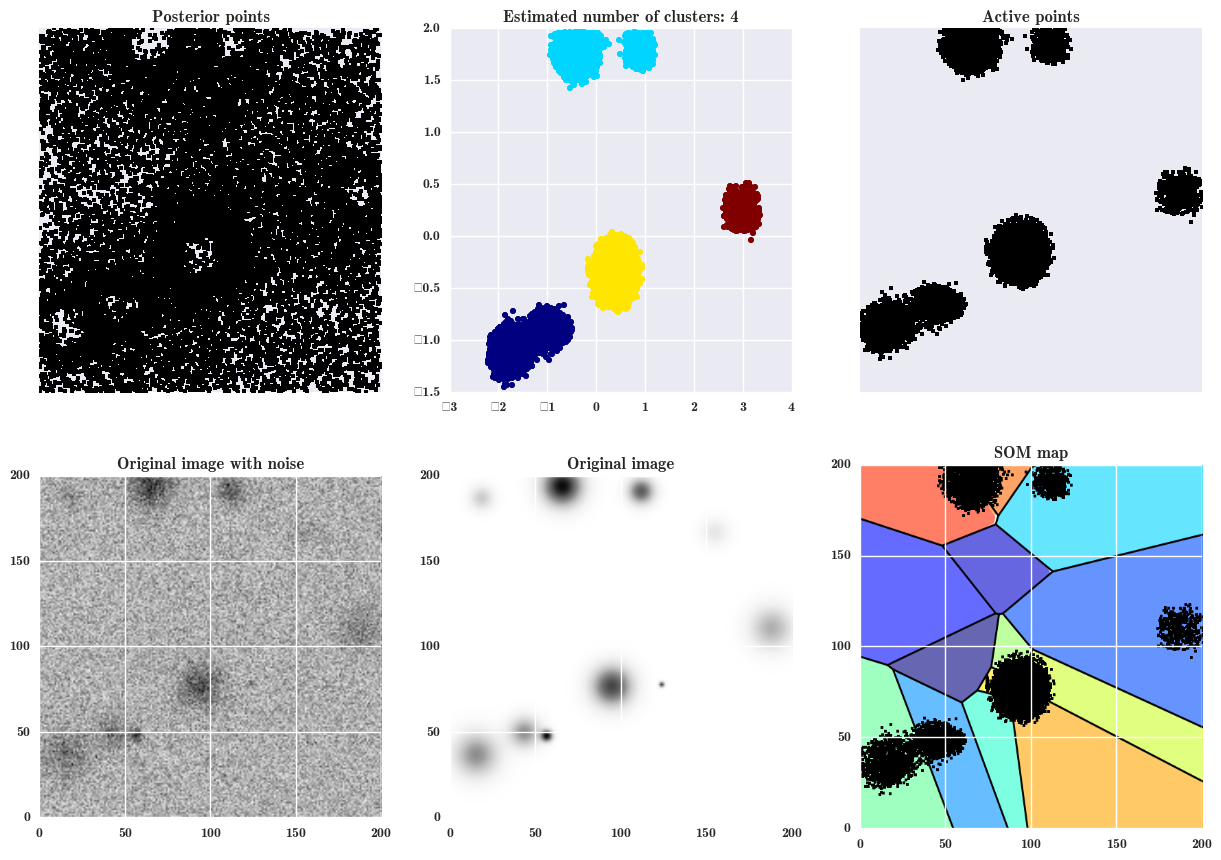 Posterior points
Estimated number of clusters: 4
Active points
2.0
1.5
1.0
0.5
0.0
□0.5
□1.0
□1.5
□3 □2 □1 0 1 2 3 4
Original image with noise
Original image
SOM map
200
150
100
50
0
0 50 100 150 200
200
150
100
50
0
0 50 100 150 200
200
150
100
50
0
0 50 100 150 200